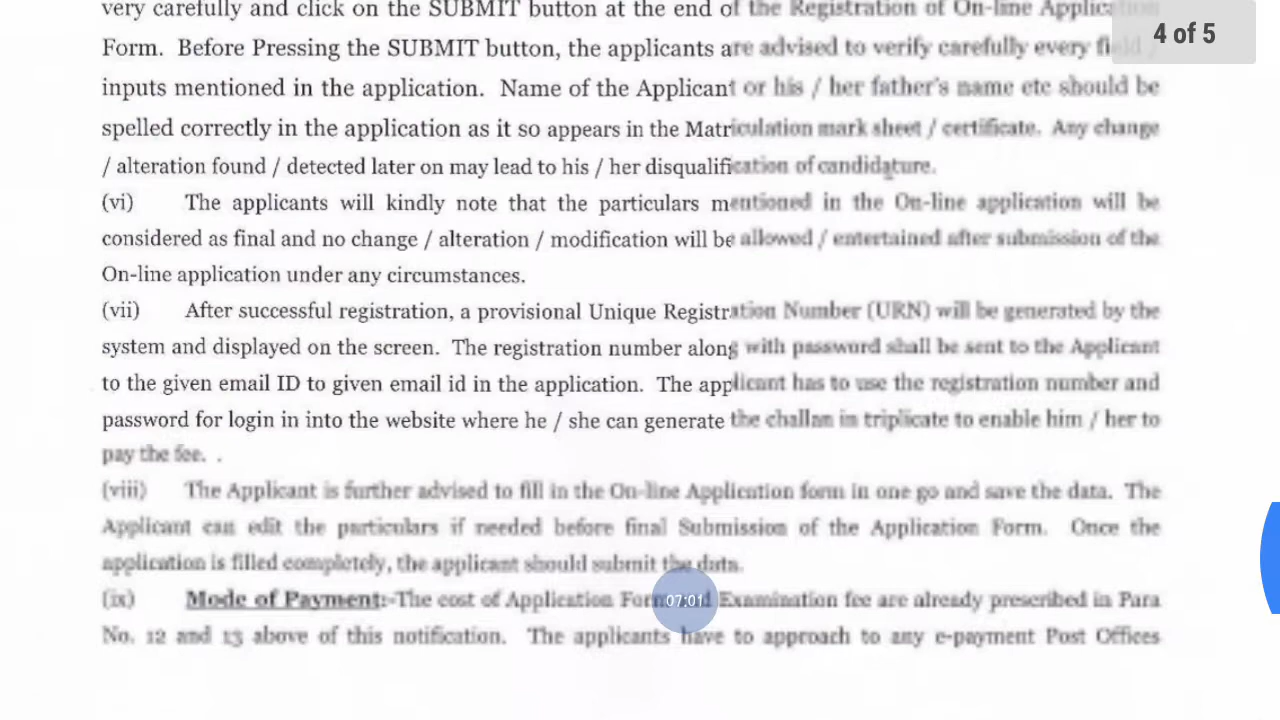 very carefully and click on the SUBMIT button at the end of the Registration of On-line Application
4 of 5
Form. Before Pressing the SUBMIT button, the applicants are advised to verify carefully every field /
inputs mentioned in the application. Name of the Applicant or his / her father's name etc should be
spelled correctly in the application as it so appears in the Matriculation mark sheet / certificate. Any change
/ alteration found / detected later on may lead to his / her disqualification of candidature.
(vi) The applicants will kindly note that the particulars mentioned in the On-line application will be
considered as final and no change / alteration / modification will be allowed / entertained after submission of the
On-line application under any circumstances.
(vii) After successful registration, a provisional Unique Registration Number (URN) will be generated by the
system and displayed on the screen. The registration number along with password shall be sent to the Applicant
to the given email ID to given email id in the application. The applicant has to use the registration number and
password for login in into the website where he / she can generate the challan in triplicate to enable him / her to
pay the fee. .
(viii) The Applicant is further advised to fill in the On-line Application form in one go and save the data. The
Applicant can edit the particulars if needed before final Submission of the Application Form. Once the
application is filled completely, the applicant should submit the data.
(ix) Mode of Payment:-The cost of Application Form and Examination fee are already prescribed in Para
07:01
No. 12 and 13 above of this notification. The applicants have to approach to any e-payment Post Offices